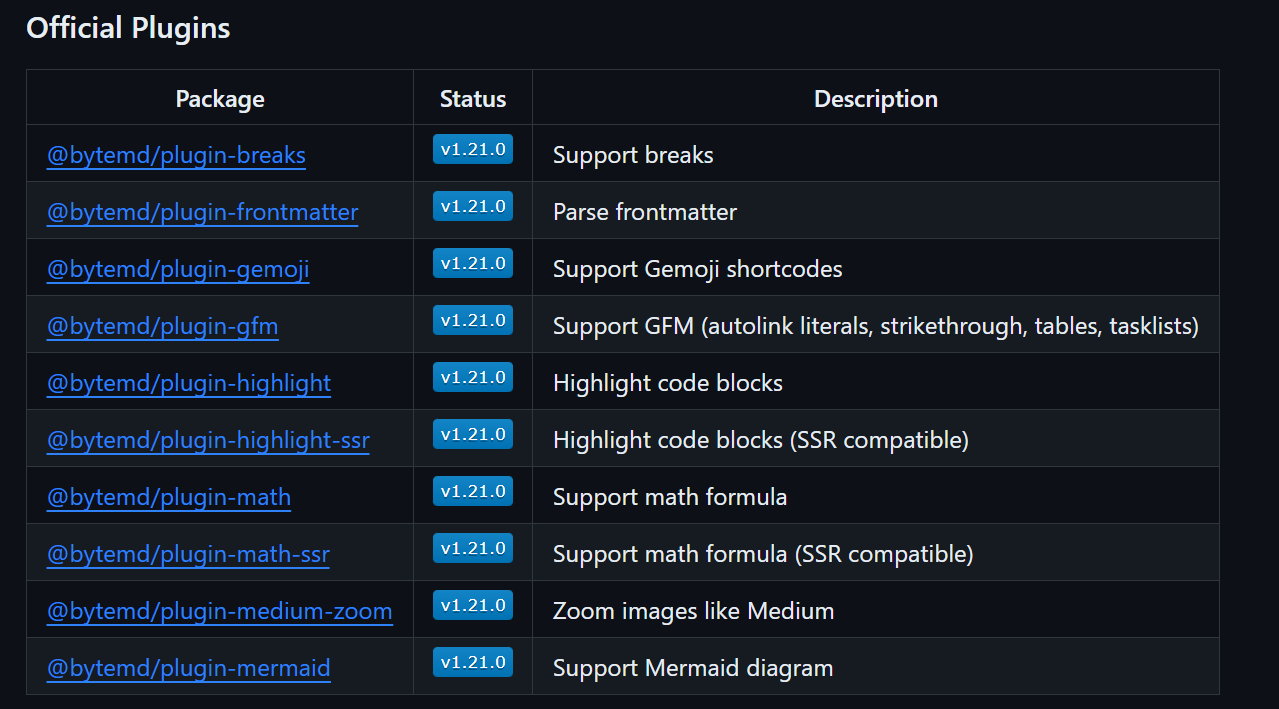 Official Plugins
Package Status Description
@bytemd/plugin-breaks v1.21.0 Support breaks
@bytemd/plugin-frontmatter v1.21.0 Parse frontmatter
@bytemd/plugin-gemoji v1.21.0 Support Gemoji shortcodes
@bytemd/plugin-gfm v1.21.0 Support GFM (autolink literals, strikethrough, tables, tasklists)
@bytemd/plugin-highlight v1.21.0 Highlight code blocks
@bytemd/plugin-highlight-ssr v1.21.0 Highlight code blocks (SSR compatible)
@bytemd/plugin-math v1.21.0 Support math formula
@bytemd/plugin-math-ssr v1.21.0 Support math formula (SSR compatible)
@bytemd/plugin-medium-zoom v1.21.0 Zoom images like Medium
@bytemd/plugin-mermaid v1.21.0 Support Mermaid diagram